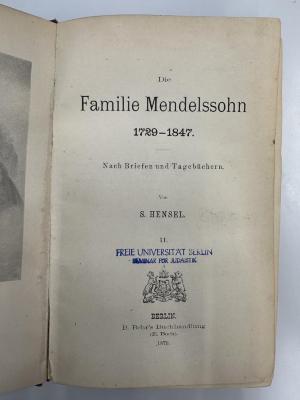 Die
Familie Mendelssohn
1729–1847.
Nach Briefen und Tagebüchern.
Von
S. HENSEL.
II.
FREIE UNIVERSITÄT BERLIN
SEMINAR FÜR JUDAISTIK
BERLIN.
B. Behr's Buchhandlung
(E. Bock).
1879.